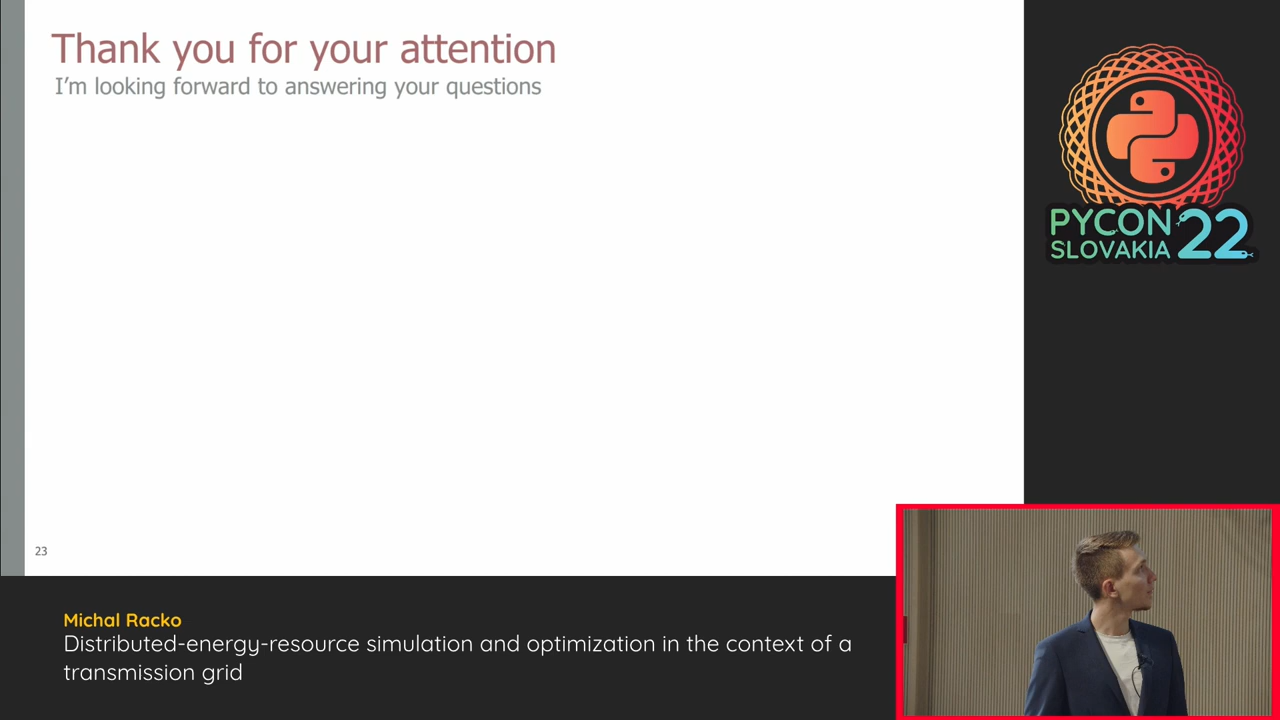 Thank you for your attention
I'm looking forward to answering your questions
PYCON
SLOVAKIA 22
23
Michal Racko
Distributed-energy-resource simulation and optimization in the context of a
transmission grid